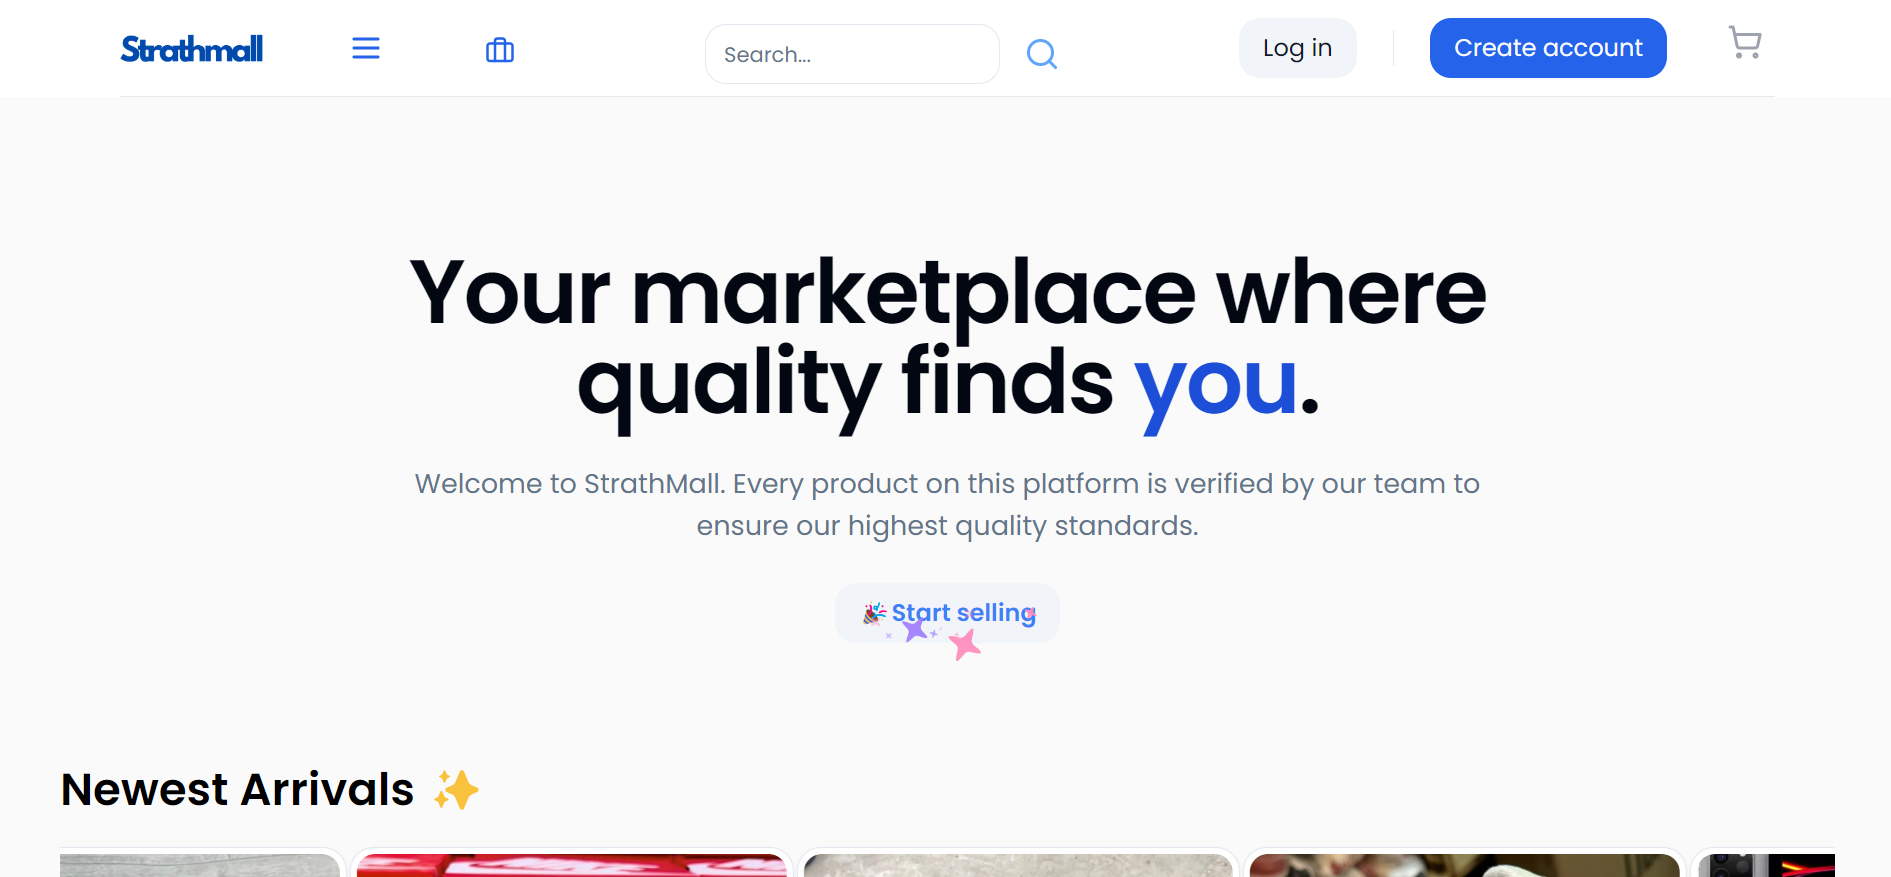 Strathmall
Search...
Log in
Create account
Your marketplace where
quality finds you.
Welcome to StrathMall. Every product on this platform is verified by our team to
ensure our highest quality standards.
🎉 Start selling
Newest Arrivals ✨